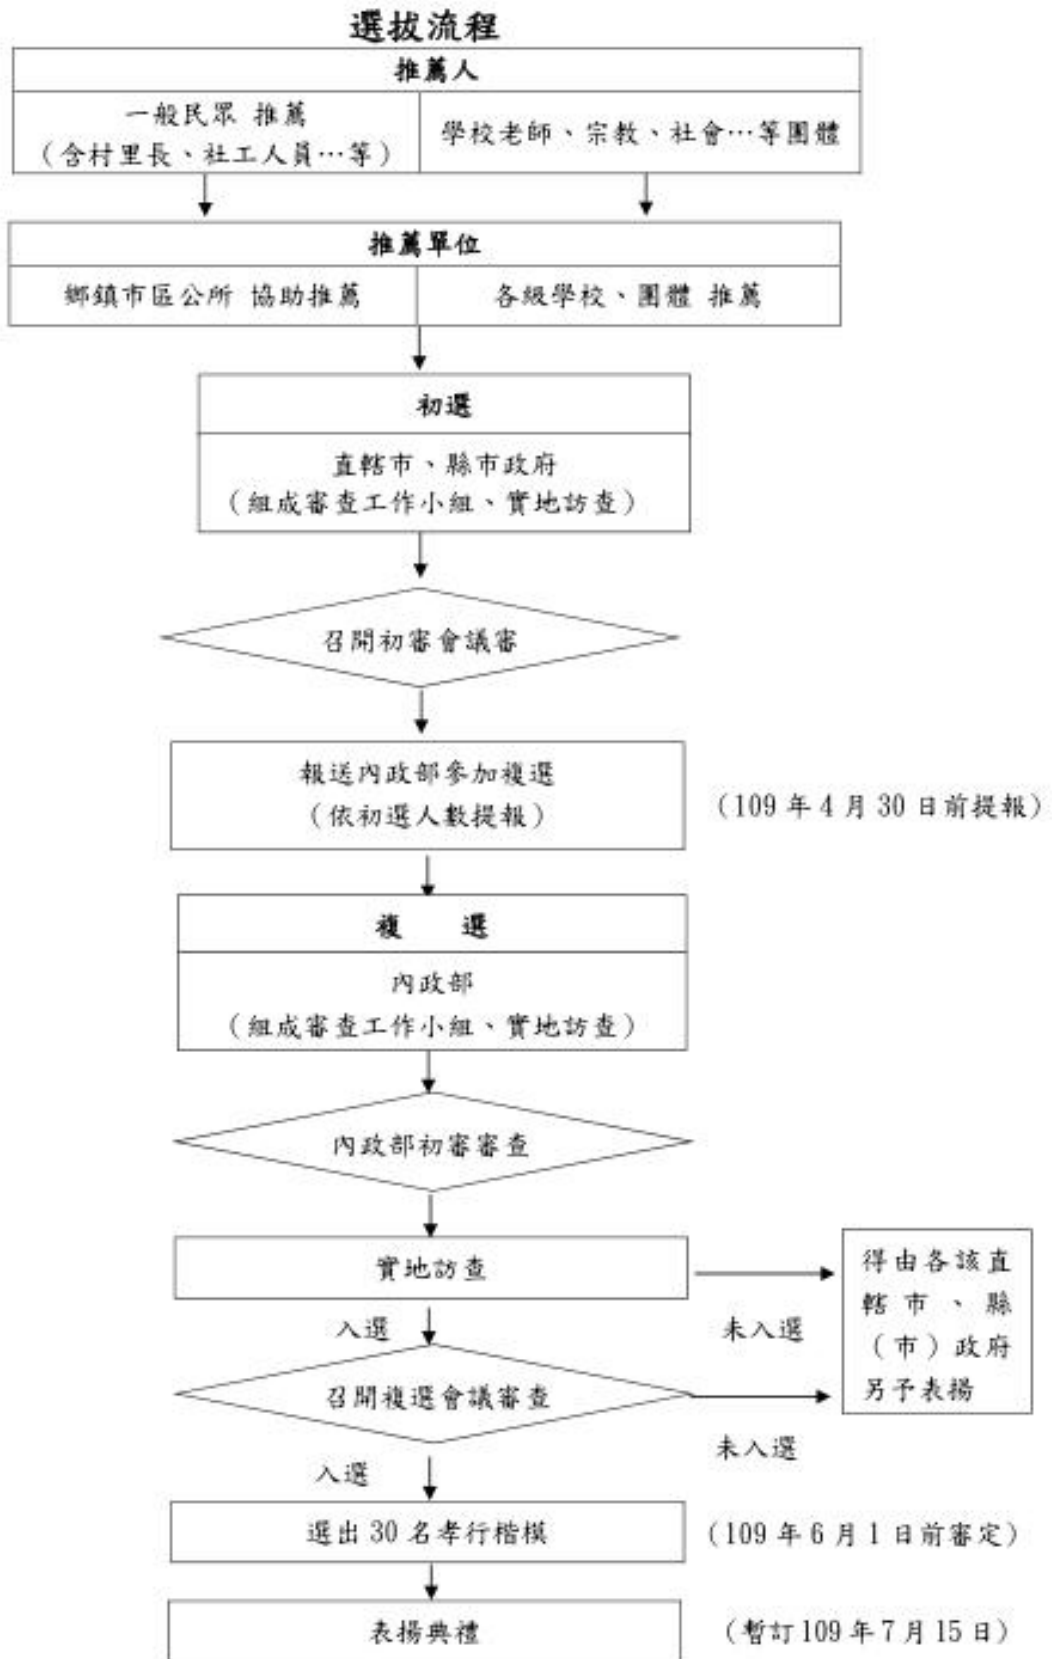 選拔流程
推薦人
一般民眾 推薦
（含村里長、社工人員…等）
學校老師、宗教、社會…等團體
推薦單位
鄉鎮市區公所 協助推薦
各級學校、團體 推薦
初選
直轄市、縣市政府
（組成審查工作小組、實地訪查）
召開初審會議審
報送內政部參加複選
（依初選人數提報）
（109 年 4 月 30 日前提報）
複 選
內政部
（組成審查工作小組、實地訪查）
內政部初審審查
實地訪查
得由各該直
轄市、縣
（市）政府
另予表揚
入選
未入選
召開複選會議審查
未入選
入選
選出 30 名孝行楷模
（109 年 6 月 1 日前審定）
表揚典禮
（暫訂 109 年 7 月 15 日）